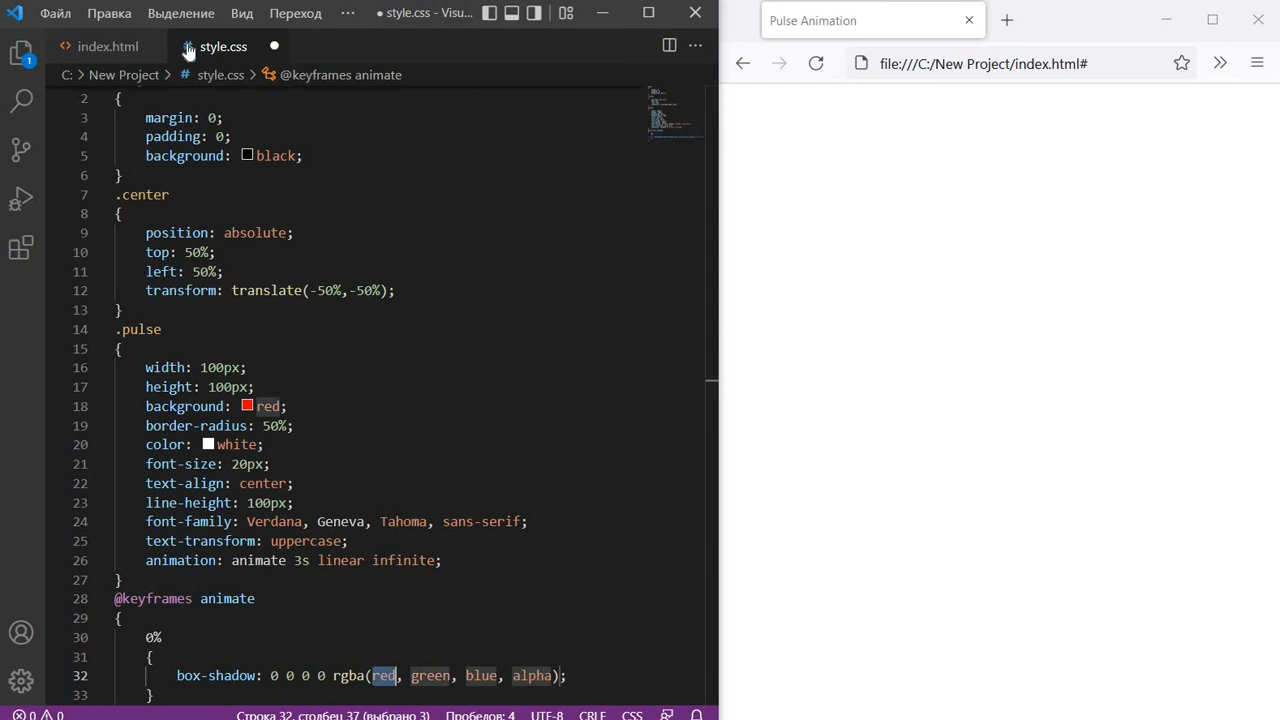 Файл Правка Выделение Вид Переход ··· ● style.css - Visu...
index.html style.css
C: > New Project > # style.css > @keyframes animate
2 {
3 margin: 0;
4 padding: 0;
5 background: black;
6 }
7 .center
8 {
9 position: absolute;
10 top: 50%;
11 left: 50%;
12 transform: translate(-50%,-50%);
13 }
14 .pulse
15 {
16 width: 100px;
17 height: 100px;
18 background: red;
19 border-radius: 50%;
20 color: white;
21 font-size: 20px;
22 text-align: center;
23 line-height: 100px;
24 font-family: Verdana, Geneva, Tahoma, sans-serif;
25 text-transform: uppercase;
26 animation: animate 3s linear infinite;
27 }
28 @keyframes animate
29 {
30 0%
31 {
32 box-shadow: 0 0 0 0 rgba(red, green, blue, alpha);
33 }
1
0 0 Строка 32, столбец 37 (выбрано 3) Пробелов: 4 UTF-8 CRLF CSS
Pulse Animation
file:///C:/New Project/index.html#